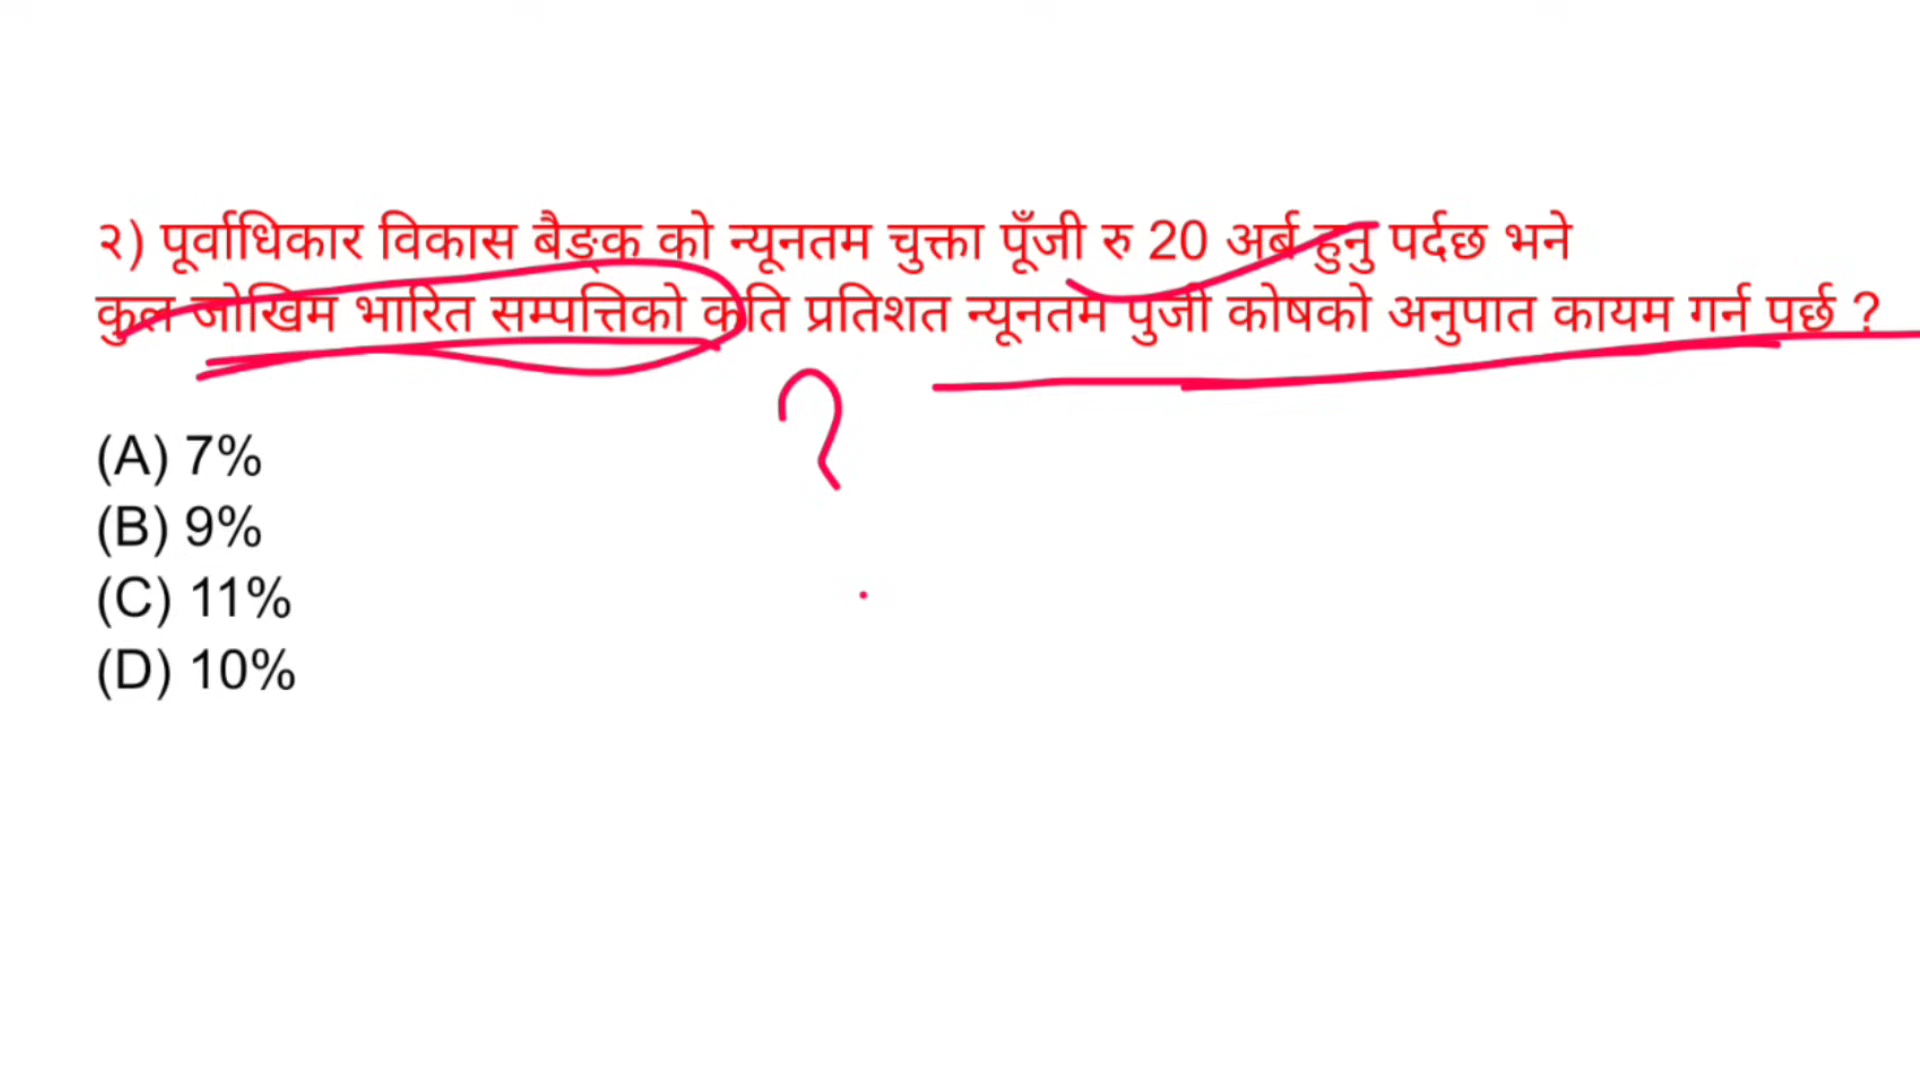 २) पूर्वाधिकार विकास बैङ्क को न्यूनतम चुक्ता पूँजी रु 20 अर्ब हुनु पर्दछ भने
कुल जोखिम भारित सम्पत्तिको कति प्रतिशत न्यूनतम पुजी कोषको अनुपात कायम गर्न पर्छ ?
?
(A) 7%
(B) 9%
(C) 11%
(D) 10%